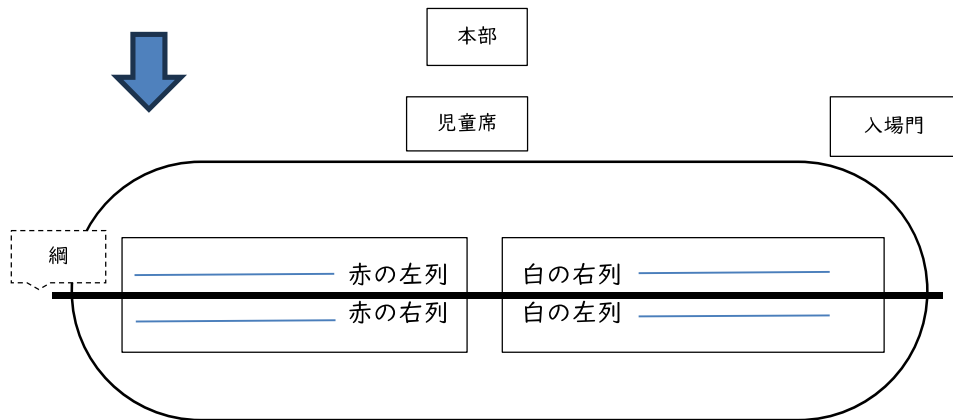 本部
児童席
入場門
綱
赤の左列
白の右列
赤の右列
白の左列